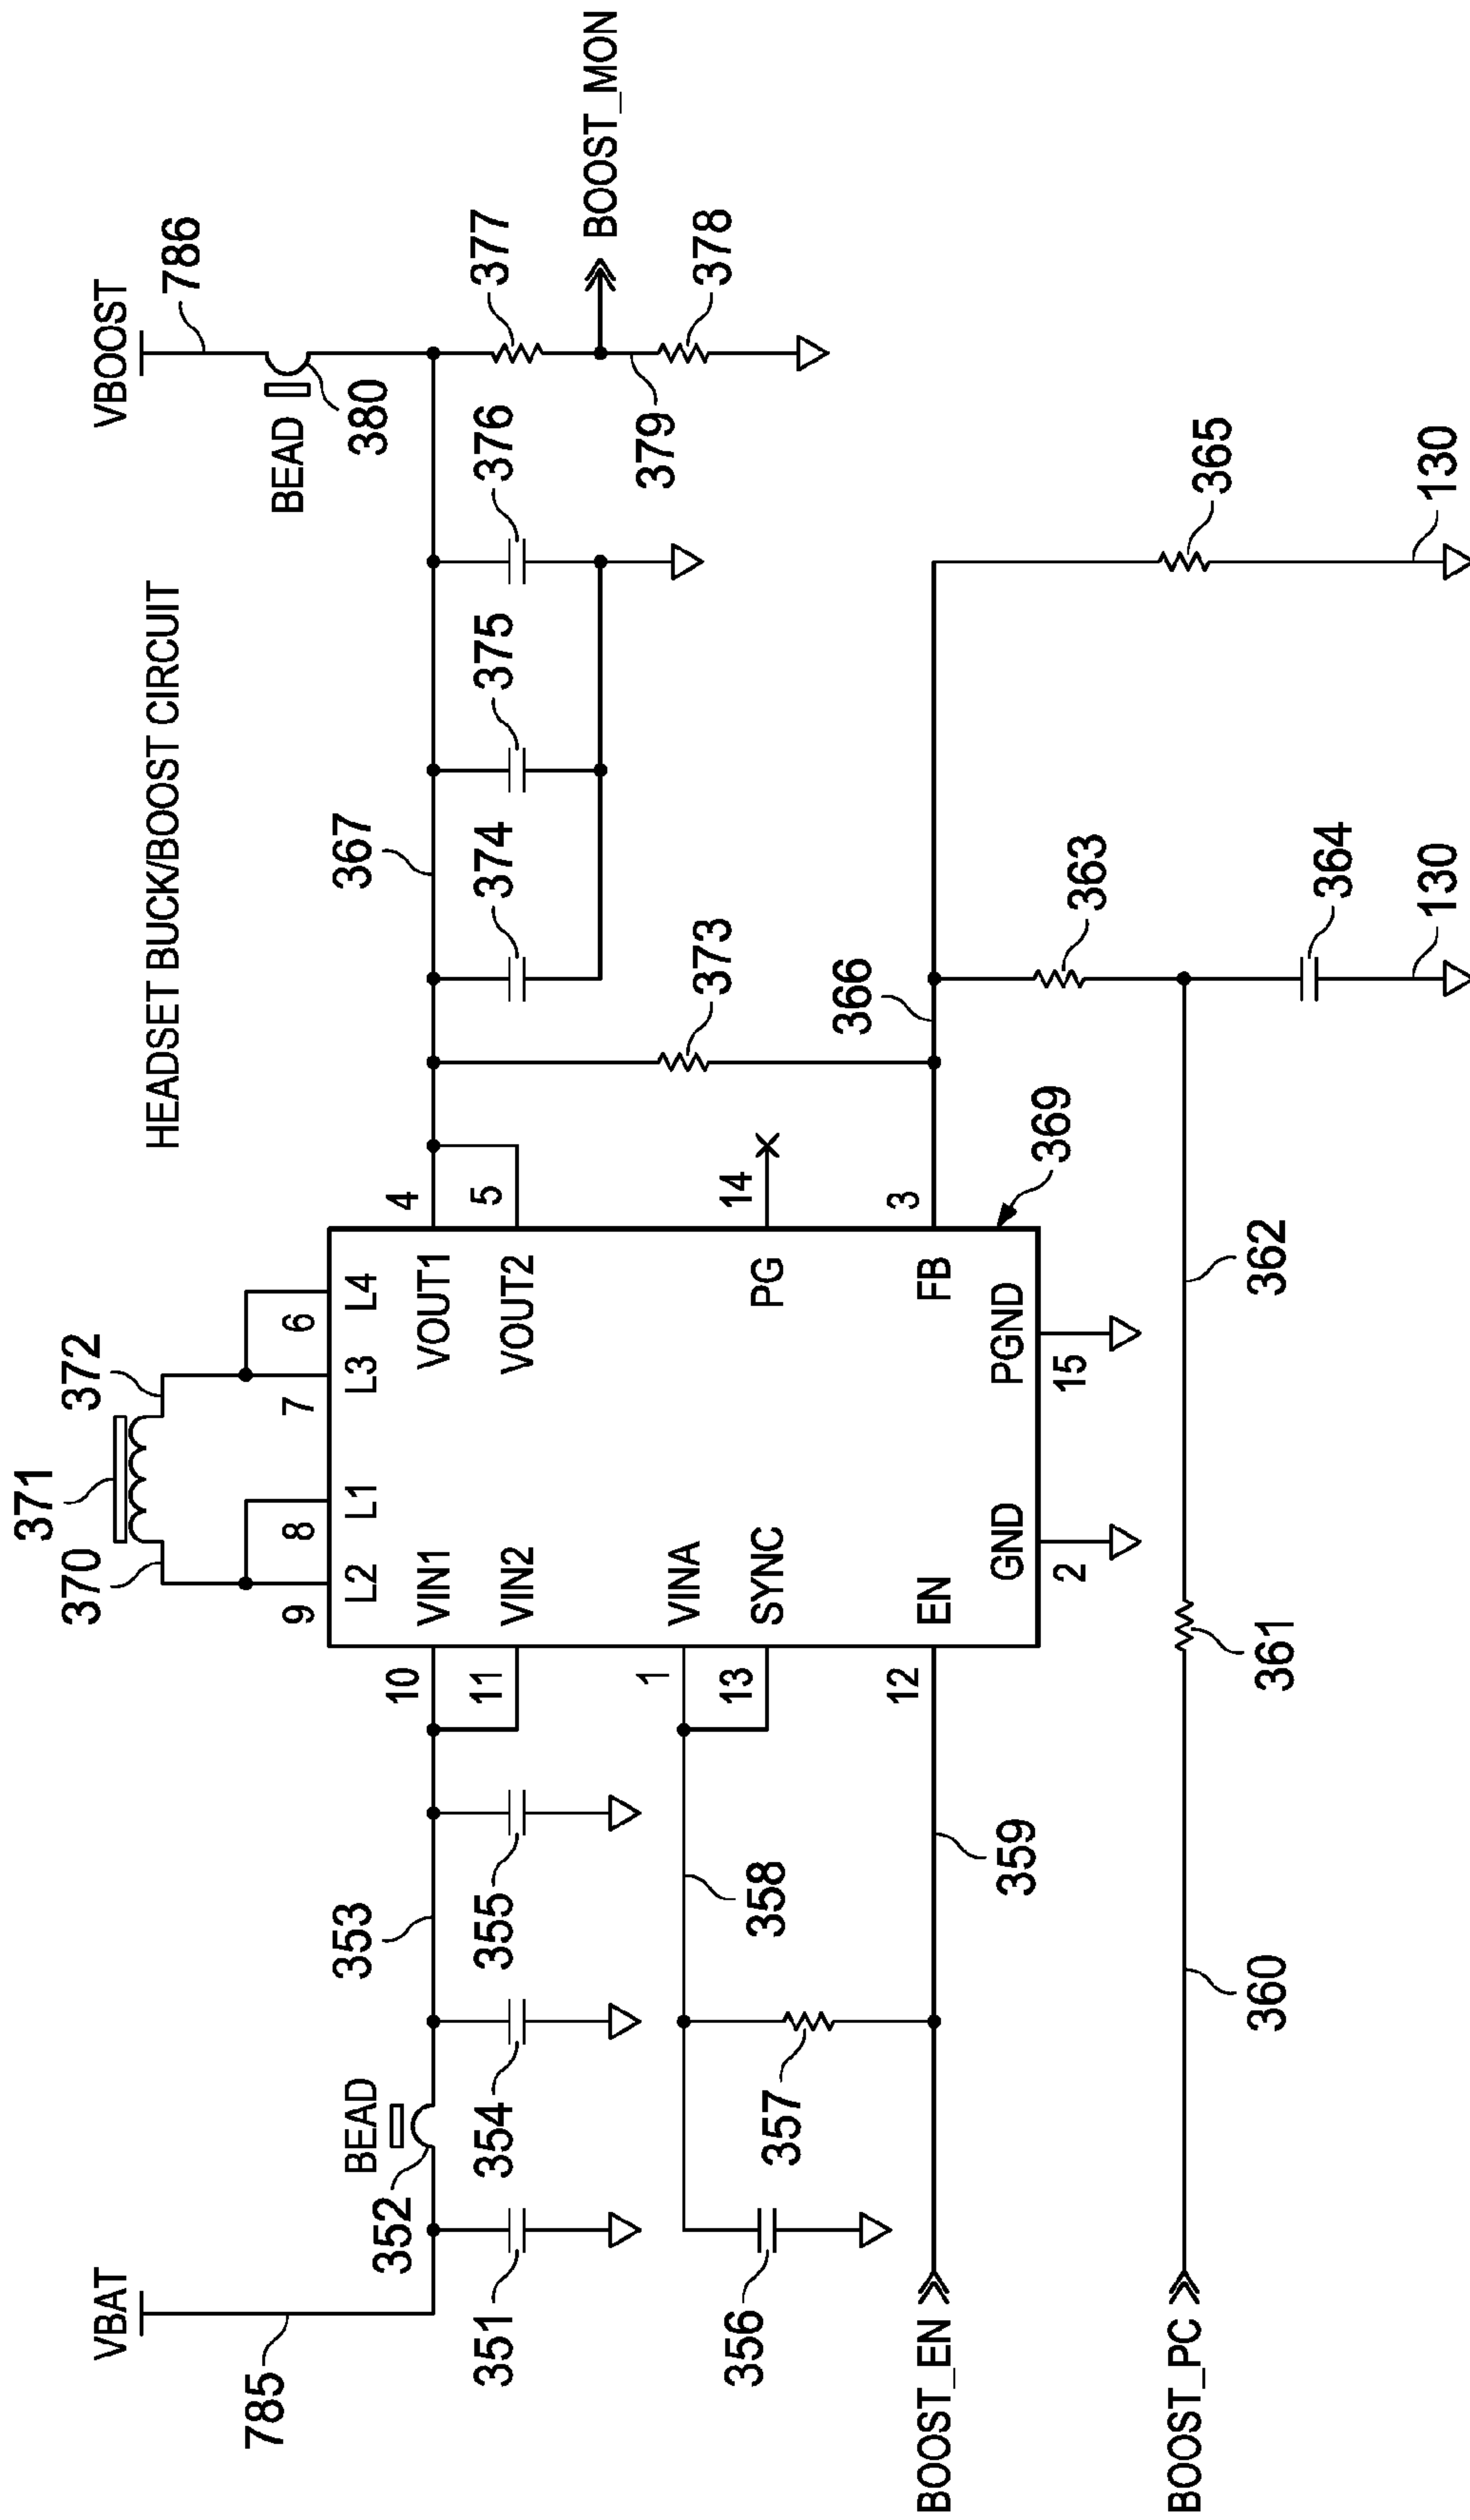 HEADSET BUCK/BOOST CIRCUIT
VBAT
785
351
352
BEAD
353
354
355
356
357
358
BOOST_EN
359
BOOST_PC
360
361
362
371
370
372
9
8
7
6
L2
L1
L3
L4
10
VIN1
11
VIN2
1
VINA
13
SYNC
12
EN
GND
2
PGND
15
VOUT1
4
VOUT2
5
PG
14
FB
3
369
373
367
374
375
376
366
363
364
130
365
130
VBOOST
786
BEAD
380
377
BOOST_MON
379
378